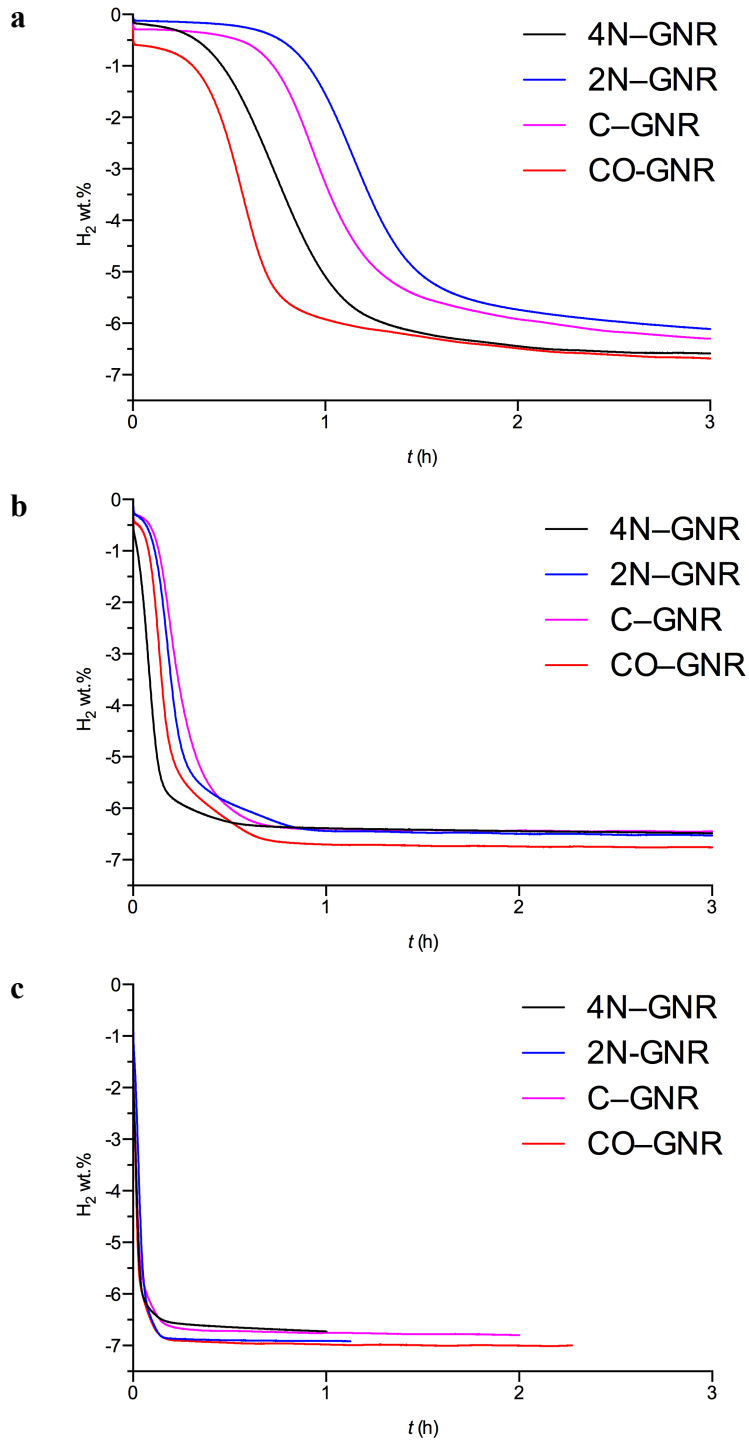 a
0
-1
-2
-3
-4
-5
-6
-7
H2 wt.%
0 1 2 3
t (h)
4N–GNR
2N–GNR
C–GNR
CO-GNR
b
0
-1
-2
-3
-4
-5
-6
-7
H2 wt.%
0 1 2 3
t (h)
4N–GNR
2N–GNR
C–GNR
CO–GNR
c
0
-1
-2
-3
-4
-5
-6
-7
H2 wt.%
0 1 2 3
t (h)
4N–GNR
2N-GNR
C–GNR
CO–GNR